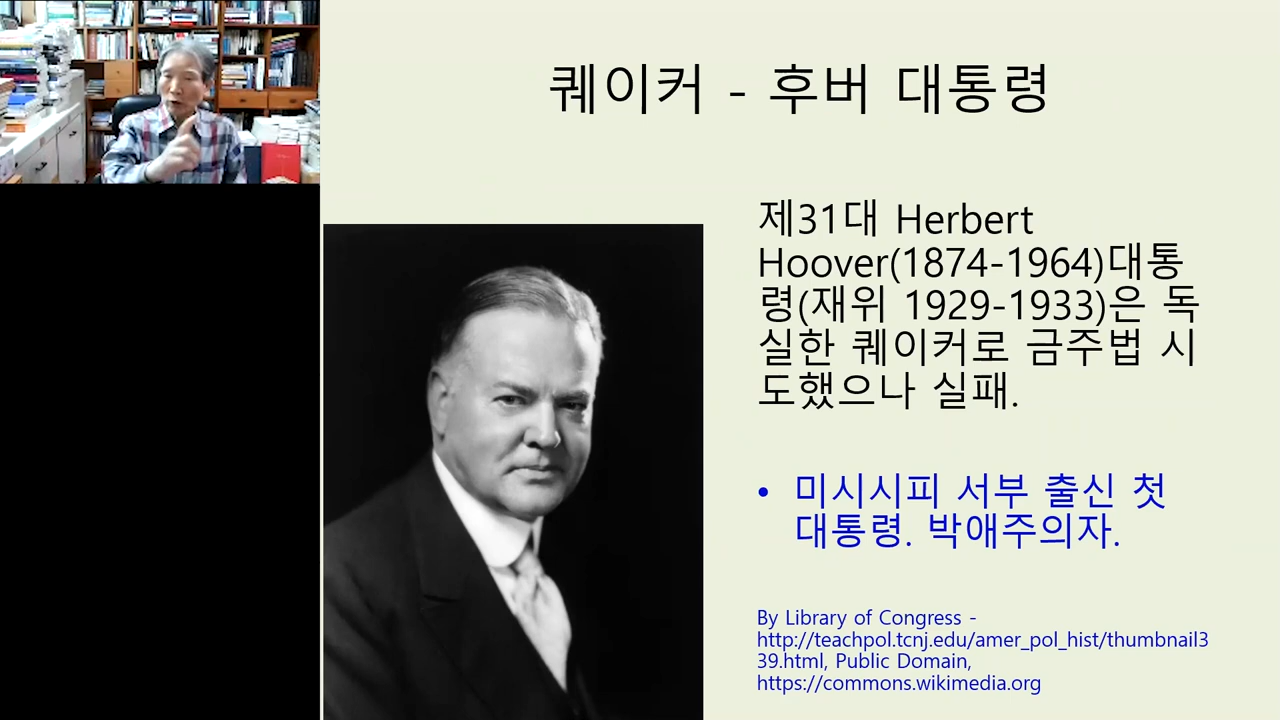 퀘이커 - 후버 대통령
제31대 Herbert
Hoover(1874-1964)대통
령(재위 1929-1933)은 독
실한 퀘이커로 금주법 시
도했으나 실패.
• 미시시피 서부 출신 첫
대통령. 박애주의자.
By Library of Congress -
http://teachpol.tcnj.edu/amer_pol_hist/thumbnail3
39.html, Public Domain,
https://commons.wikimedia.org